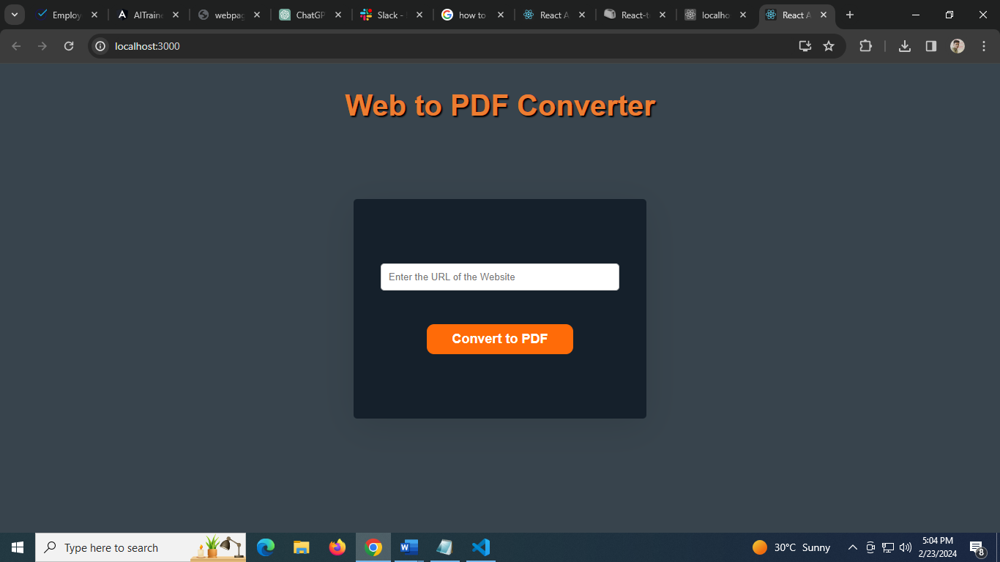 Employ
AITraine
webpag
ChatGP
Slack -
how to
React A
React-t
localho
React A
localhost:3000
Web to PDF Converter
Enter the URL of the Website
Convert to PDF
Type here to search
30°C Sunny
5:04 PM
2/23/2024
8